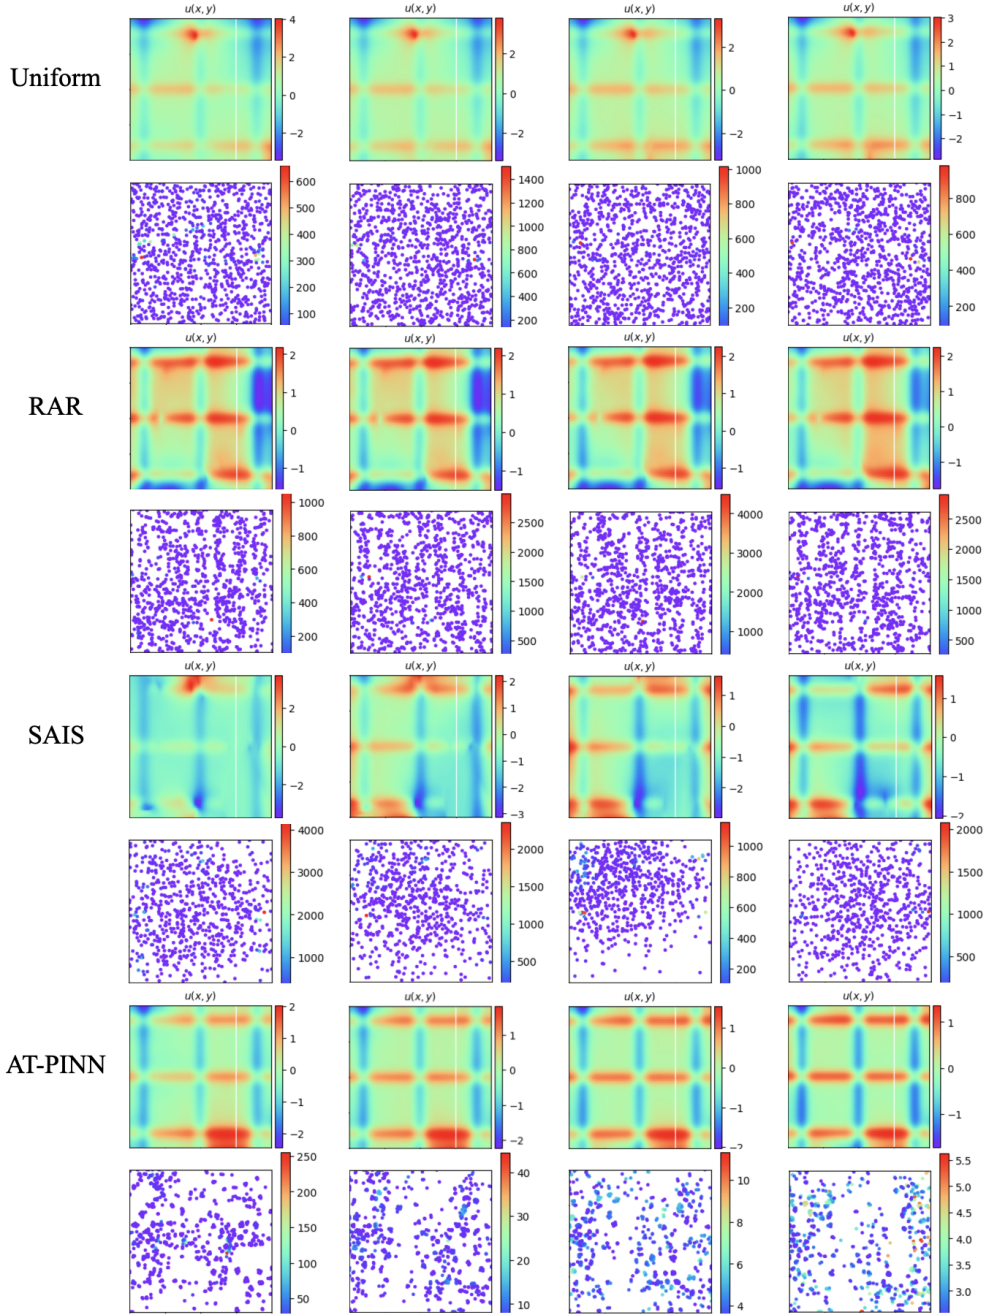 u(x, y) u(x, y) u(x, y) u(x, y)
Uniform
4 2 0 −2
2 0 −2
2 0 −2
3 2 1 0 −1 −2
600 500 400 300 200 100
1400 1200 1000 800 600 400 200
1000 800 600 400 200
800 600 400 200
u(x, y) u(x, y) u(x, y) u(x, y)
RAR
2 1 0 −1
2 1 0 −1
2 1 0 −1
2 1 0 −1
1000 800 600 400 200
2500 2000 1500 1000 500
4000 3000 2000 1000
2500 2000 1500 1000 500
u(x, y) u(x, y) u(x, y) u(x, y)
SAIS
2 0 −2
2 1 0 −1 −2 −3
1 0 −1 −2
1 0 −1 −2
4000 3000 2000 1000
2000 1500 1000 500
1000 800 600 400 200
2000 1500 1000 500
u(x, y) u(x, y) u(x, y) u(x, y)
AT-PINN
2 1 0 −1 −2
1 0 −1 −2
1 0 −1 −2
1 0 −1
250 200 150 100 50
40 30 20 10
10 8 6 4
5.5 5.0 4.5 4.0 3.5 3.0